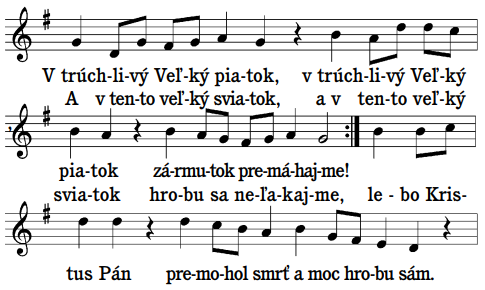 V trúch-li-vý Veľ-ký pia-tok, v trúch-li-vý Veľ-ký
A v ten-to veľ-ký svia-tok, a v ten-to veľ-ký
pia-tok zá-rmu-tok pre-má-haj-me!
svia-tok hro-bu sa ne-ľa-kaj-me, le - bo Kris-
tus Pán pre-mo-hol smrť a moc hro-bu sám.